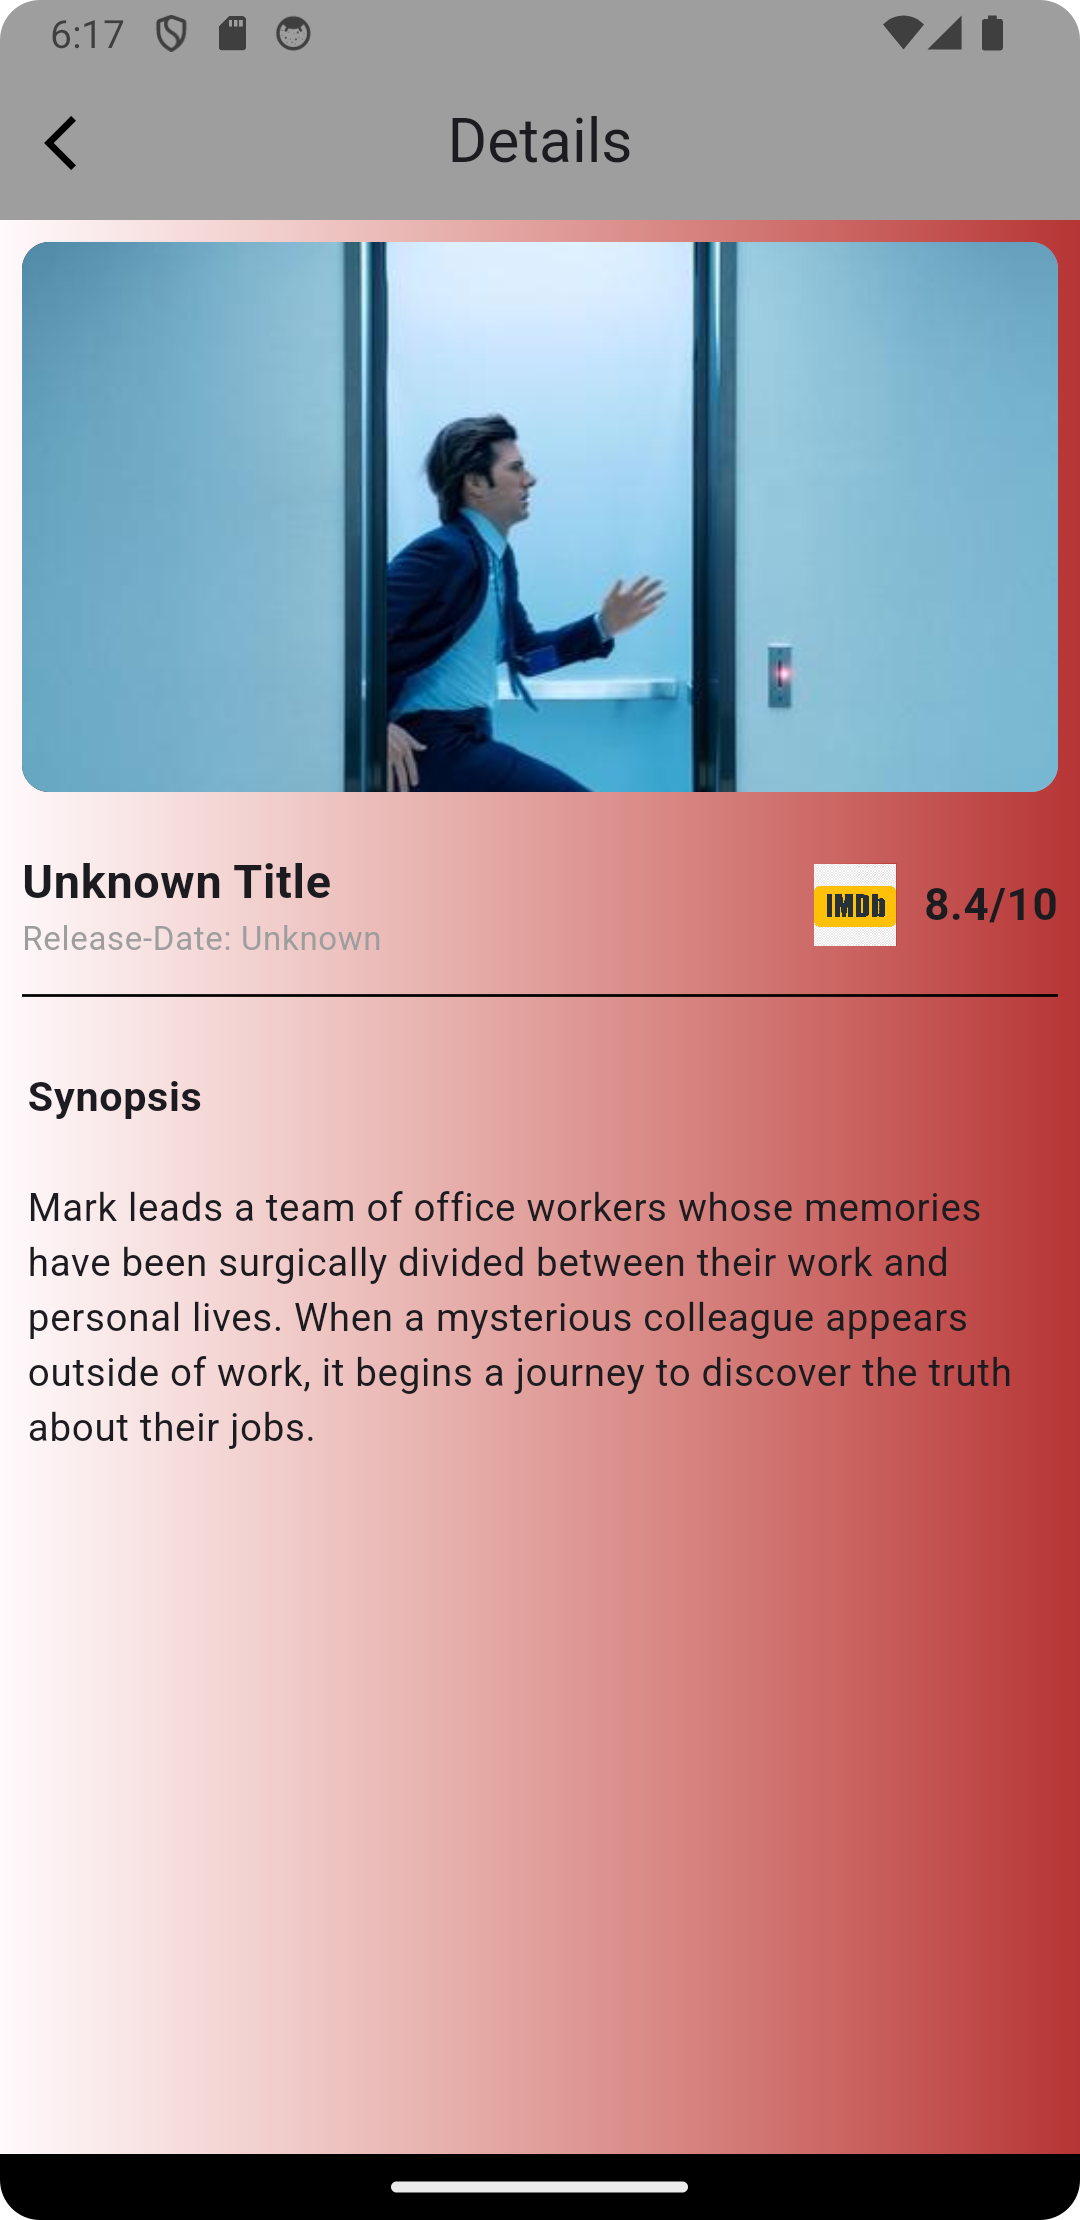 6:17
Details
Unknown Title
Release-Date: Unknown
IMDb
8.4/10
Synopsis
Mark leads a team of office workers whose memories
have been surgically divided between their work and
personal lives. When a mysterious colleague appears
outside of work, it begins a journey to discover the truth
about their jobs.